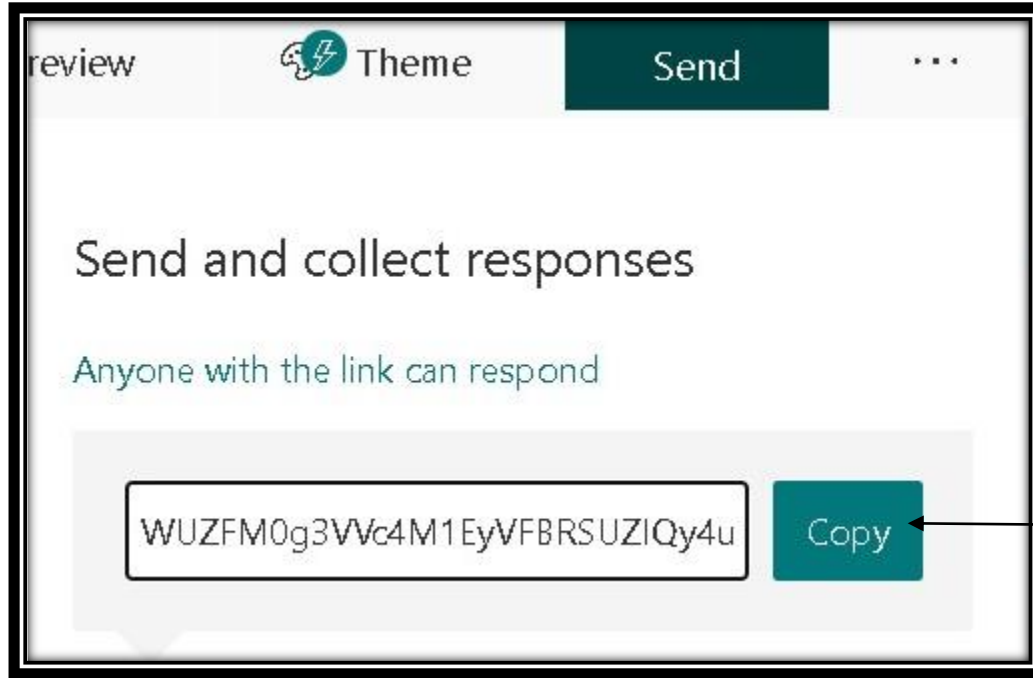 review Theme Send ...
Send and collect responses
Anyone with the link can respond
WUZFM0g3VVc4M1EyVFBRSUZIQy4u Copy